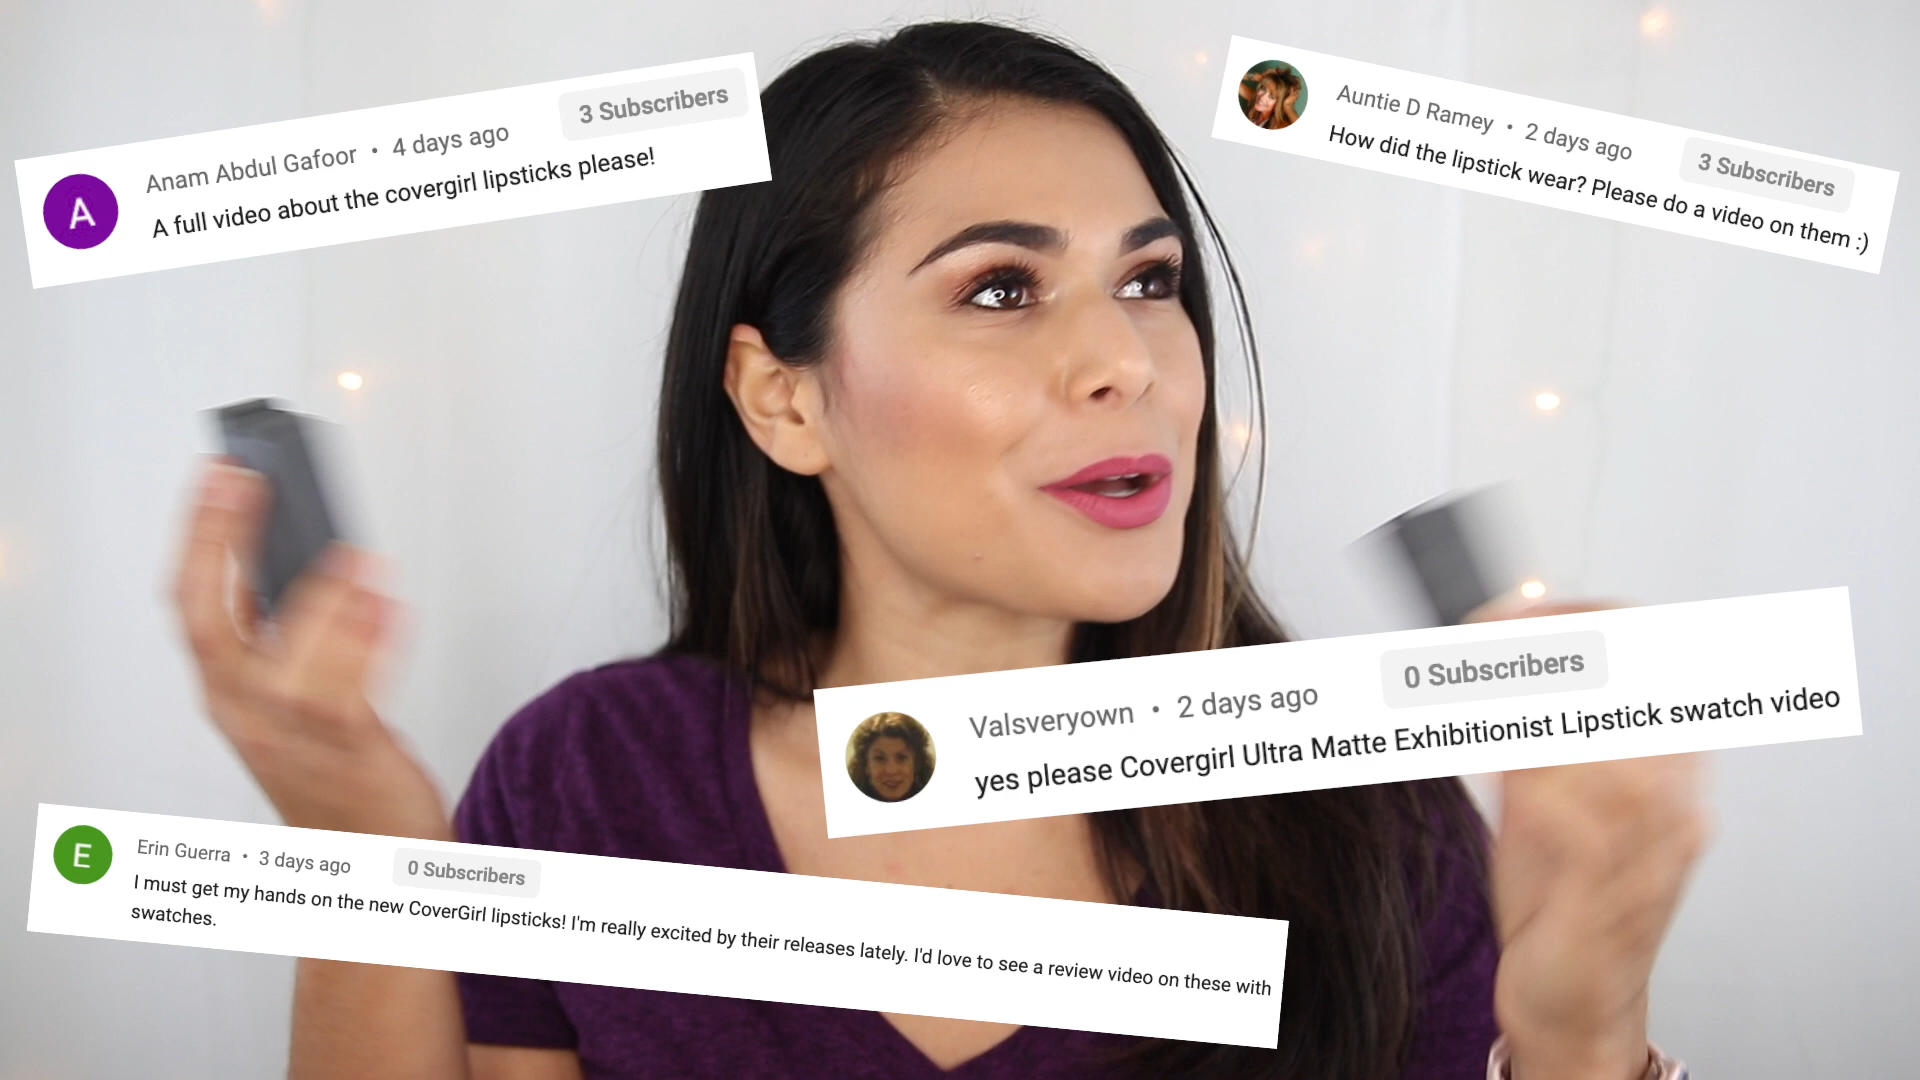 A
Anam Abdul Gafoor • 4 days ago
3 Subscribers
A full video about the covergirl lipsticks please!
Auntie D Ramey • 2 days ago
3 Subscribers
How did the lipstick wear? Please do a video on them :)
Valsveryown • 2 days ago
0 Subscribers
yes please Covergirl Ultra Matte Exhibitionist Lipstick swatch video
E
Erin Guerra • 3 days ago
0 Subscribers
I must get my hands on the new CoverGirl lipsticks! I'm really excited by their releases lately. I'd love to see a review video on these with
swatches.